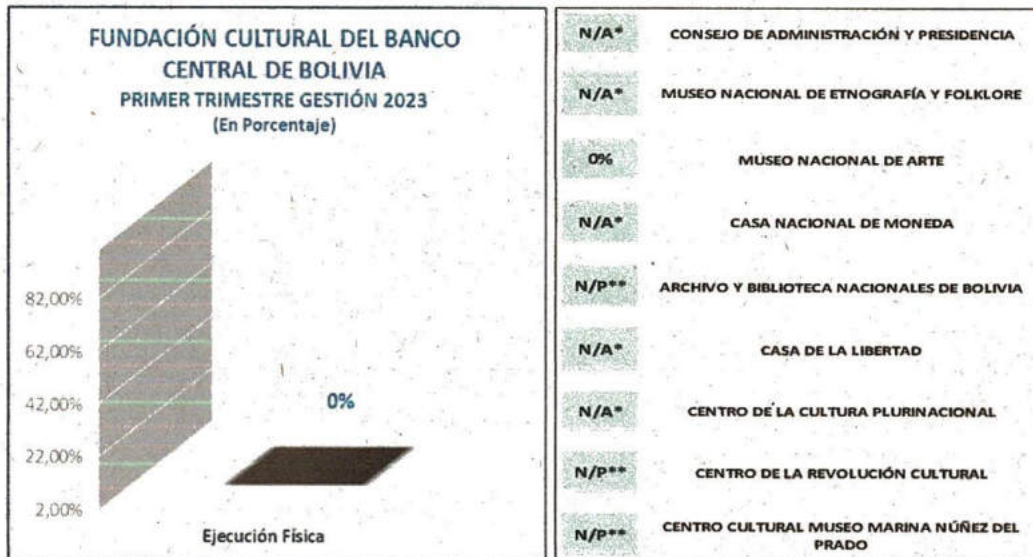 FUNDACIÓN CULTURAL DEL BANCO
CENTRAL DE BOLIVIA
PRIMER TRIMESTRE GESTIÓN 2023
(En Porcentaje)
82,00%
62,00%
42,00%
22,00%
2,00%
0%
Ejecución Física
N/A* CONSEJO DE ADMINISTRACIÓN Y PRESIDENCIA
N/A* MUSEO NACIONAL DE ETNOGRAFÍA Y FOLKLORE
0% MUSEO NACIONAL DE ARTE
N/A* CASA NACIONAL DE MONEDA
N/P** ARCHIVO Y BIBLIOTECA NACIONALES DE BOLIVIA
N/A* CASA DE LA LIBERTAD
N/A* CENTRO DE LA CULTURA PLURINACIONAL
N/P** CENTRO DE LA REVOLUCIÓN CULTURAL
N/P** CENTRO CULTURAL MUSEO MARINA NÚÑEZ DEL
PRADO